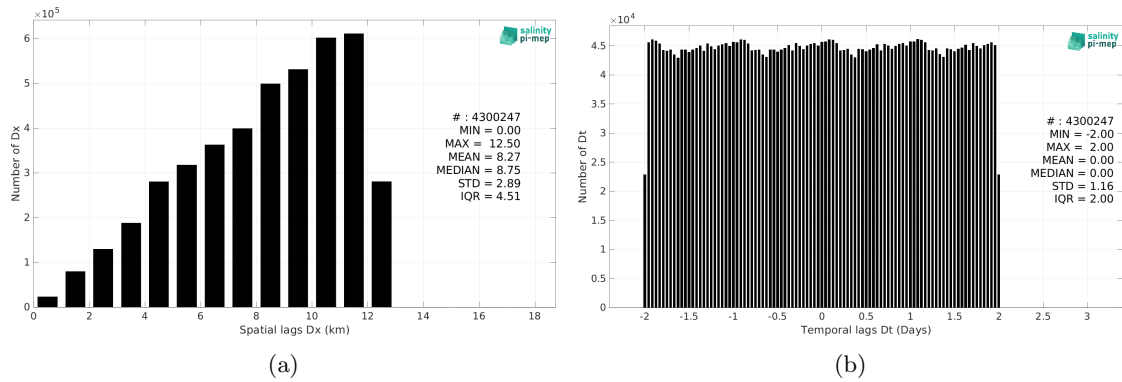 ×10⁵
6
5
4
3
2
1
0
Number of Dx
0 2 4 6 8 10 12 14 16 18
Spatial lags Dx (km)
salinity
pi-mep
# : 4300247
MIN = 0.00
MAX = 12.50
MEAN = 8.27
MEDIAN = 8.75
STD = 2.89
IQR = 4.51
(a)
×10⁴
4.5
4
3.5
3
2.5
2
1.5
1
0.5
0
Number of Dt
-2 -1.5 -1 -0.5 0 0.5 1 1.5 2 2.5 3
Temporal lags Dt (Days)
salinity
pi-mep
# : 4300247
MIN = -2.00
MAX = 2.00
MEAN = 0.00
MEDIAN = 0.00
STD = 1.16
IQR = 2.00
(b)